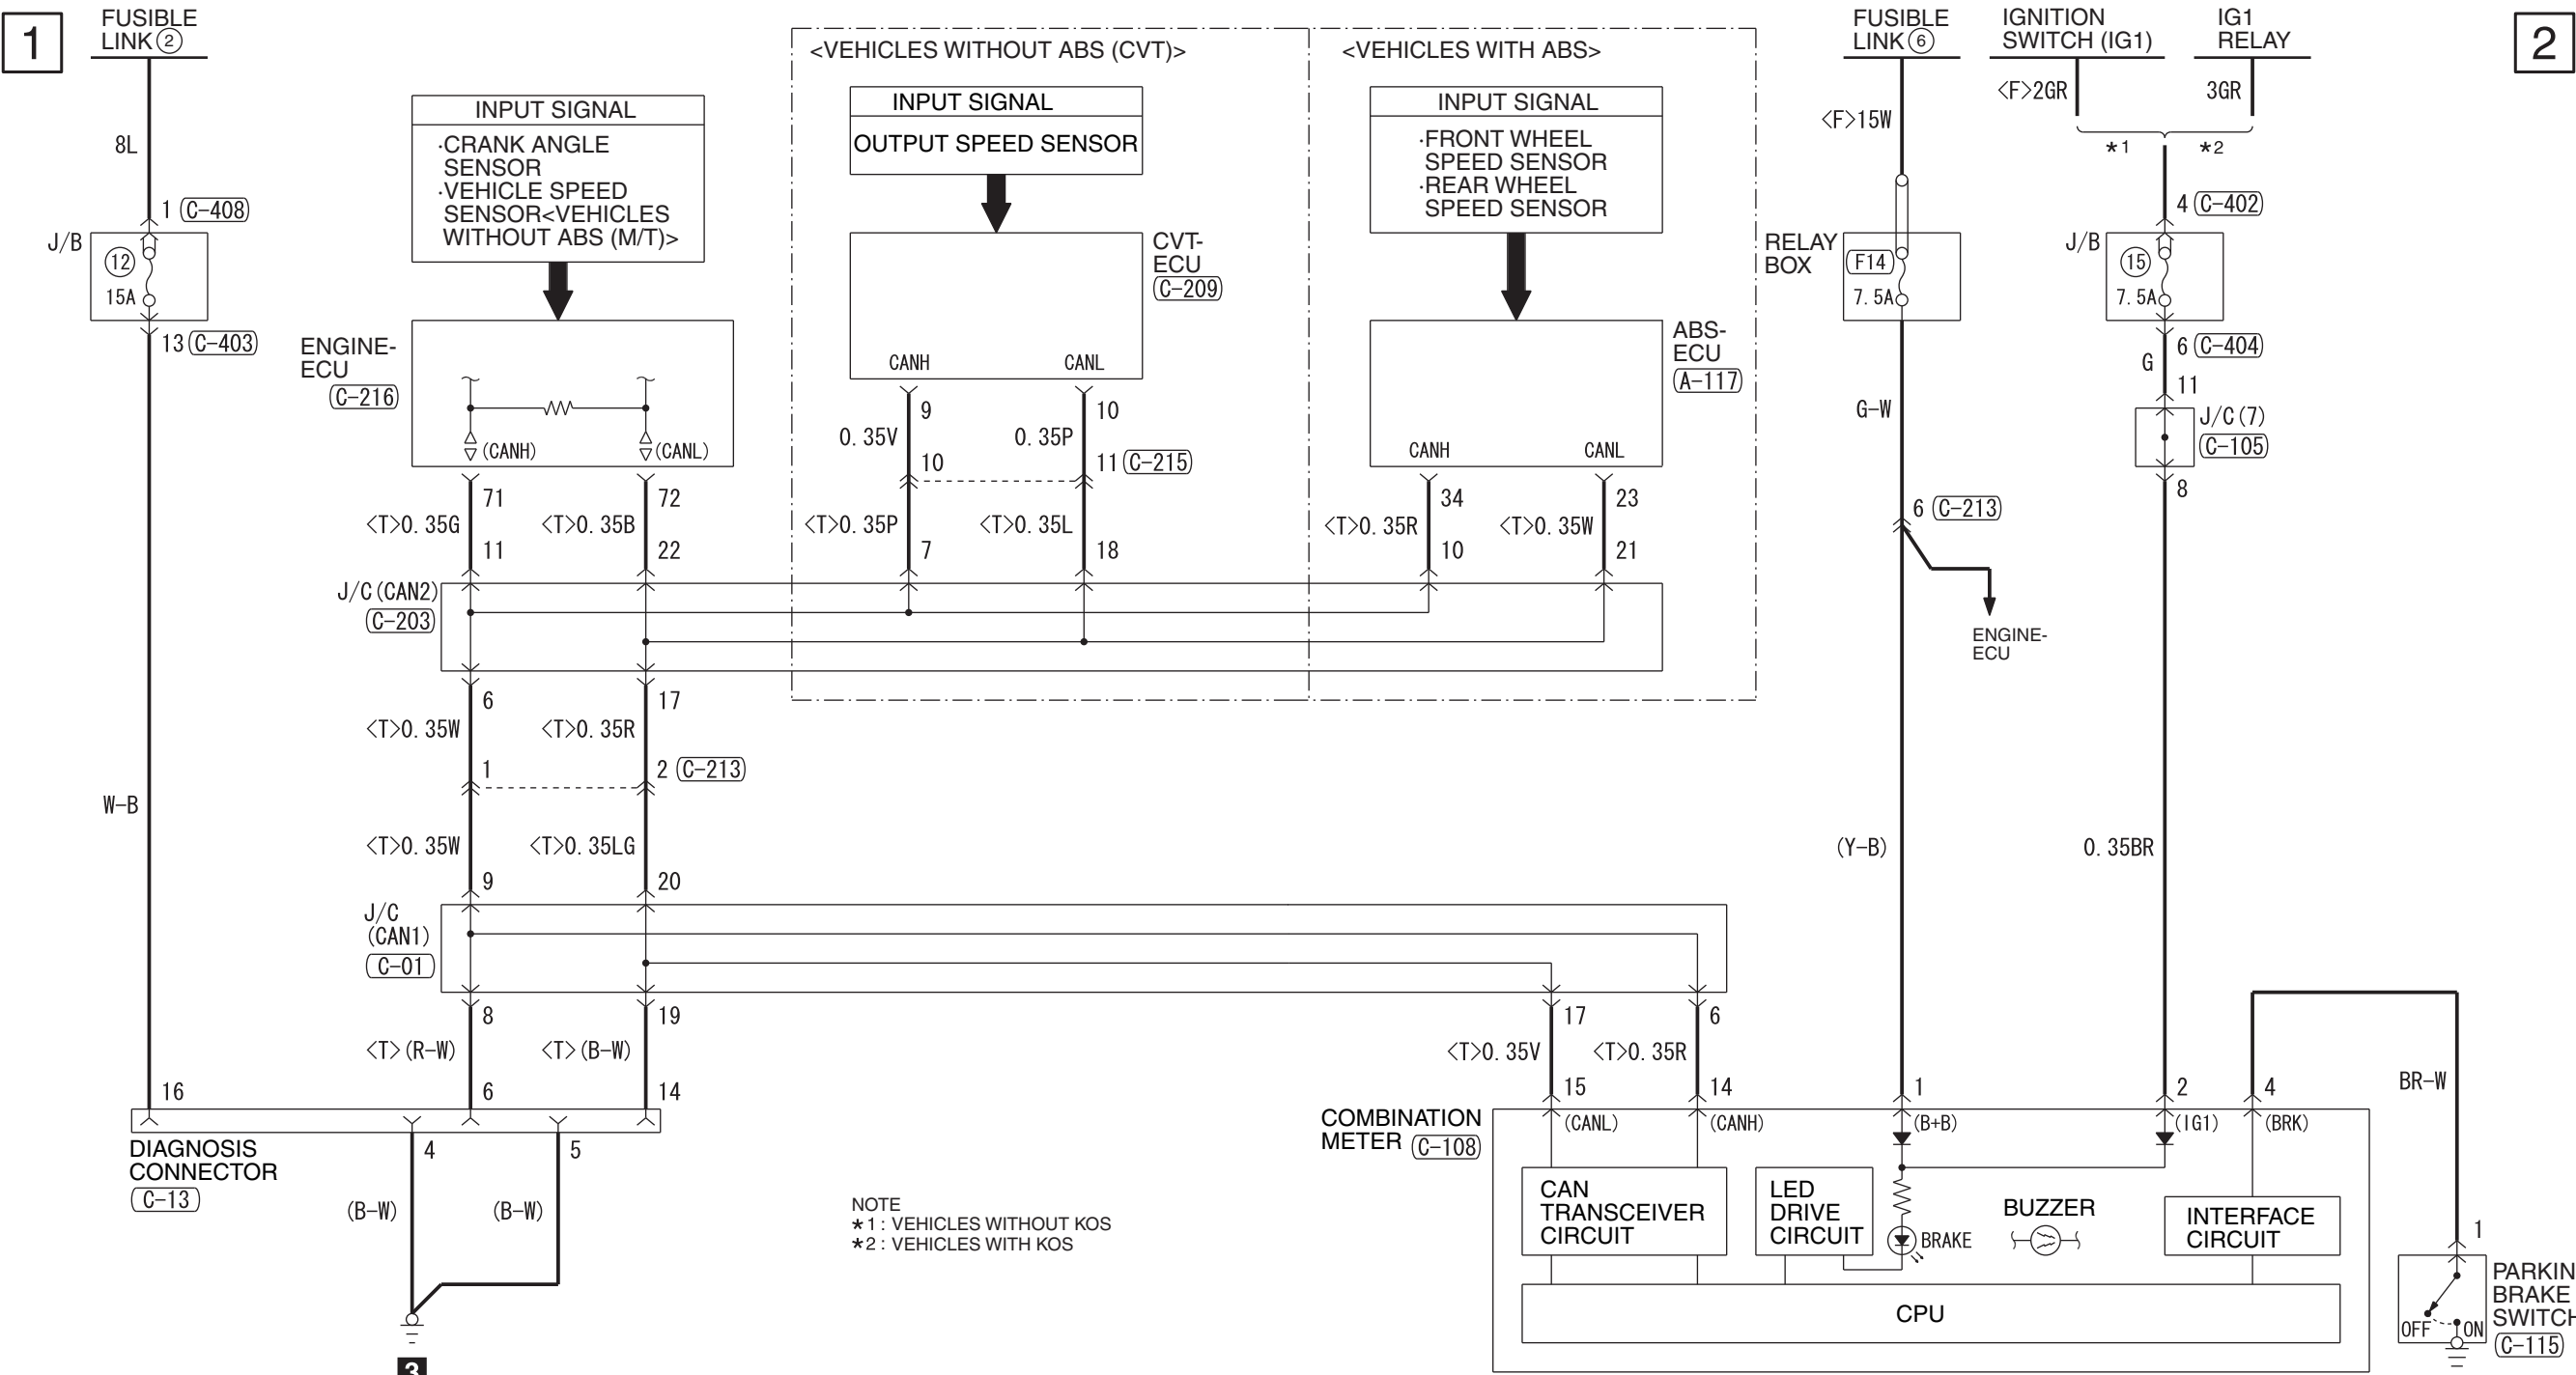 1
FUSIBLE
LINK ②
8L
1 C-408
J/B
⑫
15A
13 C-403
W-B
16
INPUT SIGNAL
·CRANK ANGLE
SENSOR
·VEHICLE SPEED
SENSOR<VEHICLES
WITHOUT ABS (M/T)>
ENGINE-
ECU
C-216
(CANH)
(CANL)
71
72
<T>0.35G
<T>0.35B
11
22
J/C(CAN2)
C-203
6
17
<T>0.35W
<T>0.35R
1
2 C-213
<T>0.35W
<T>0.35LG
9
20
J/C
(CAN1)
C-01
8
19
<T>(R-W)
<T>(B-W)
6
14
DIAGNOSIS
CONNECTOR
C-13
4
5
(B-W)
(B-W)
3
<VEHICLES WITHOUT ABS (CVT)>
INPUT SIGNAL
OUTPUT SPEED SENSOR
CVT-
ECU
C-209
CANH
CANL
9
10
0.35V
0.35P
10
11 C-215
<T>0.35P
<T>0.35L
7
18
<VEHICLES WITH ABS>
INPUT SIGNAL
·FRONT WHEEL
SPEED SENSOR
·REAR WHEEL
SPEED SENSOR
ABS-
ECU
A-117
CANH
CANL
34
23
<T>0.35R
<T>0.35W
10
21
NOTE
*1 : VEHICLES WITHOUT KOS
*2 : VEHICLES WITH KOS
17
6
<T>0.35V
<T>0.35R
15
14
2
FUSIBLE
LINK ⑥
<F>15W
RELAY
BOX
F14
7.5A
G-W
6 C-213
ENGINE-
ECU
(Y-B)
1
IGNITION
SWITCH (IG1)
IG1
RELAY
<F>2GR
3GR
*1
*2
4 C-402
J/B
⑮
7.5A
6 C-404
G
11
J/C(7)
C-105
8
0.35BR
2
4
BR-W
COMBINATION
METER C-108
(CANL)
(CANH)
(B+B)
(IG1)
(BRK)
CAN
TRANSCEIVER
CIRCUIT
LED
DRIVE
CIRCUIT
BRAKE
BUZZER
INTERFACE
CIRCUIT
CPU
1
PARKIN
BRAKE
SWITCH
C-115
OFF
ON